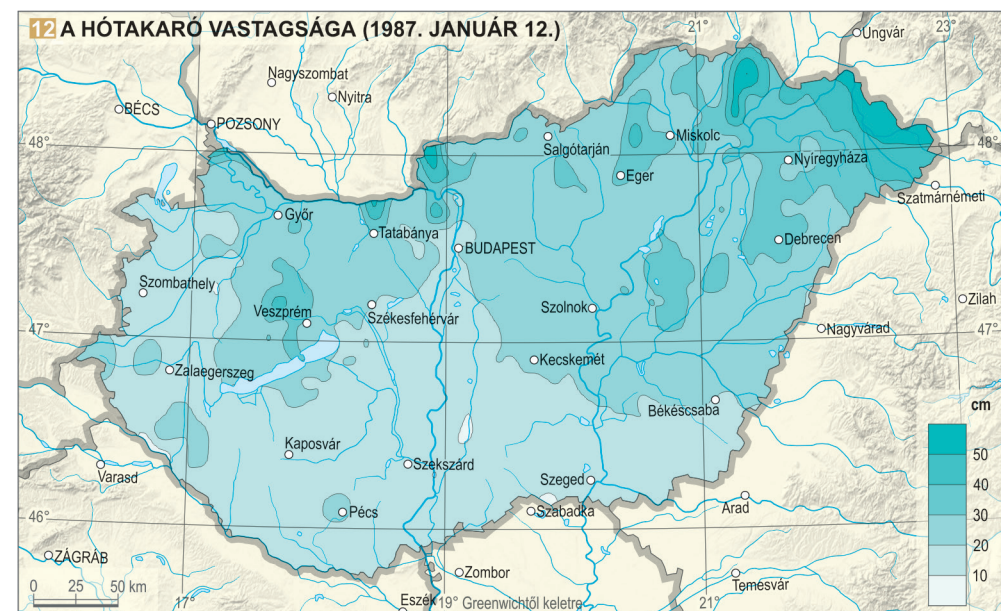 12 A HÓTAKARÓ VASTAGSÁGA (1987. JANUÁR 12.)
21°
23°
Ungvár
Nagyszombat
Nyitra
BÉCS
POZSONY
48°
Salgótarján
Miskolc
48°
Nyíregyháza
Eger
Szatmárnémeti
Győr
Tatabánya
BUDAPEST
Debrecen
Szombathely
Zilah
Veszprém
Székesfehérvár
Szolnok
47°
Nagyvárad
47°
Kecskemét
Zalaegerszeg
Békéscsaba
cm
Kaposvár
Szekszárd
50
Varasd
Szeged
40
46°
Pécs
Szabadka
Arad
30
20
ZÁGRÁB
Zombor
Temesvár
10
0 25 50 km
17°
Eszék
19° Greenwichtől keletre
21°